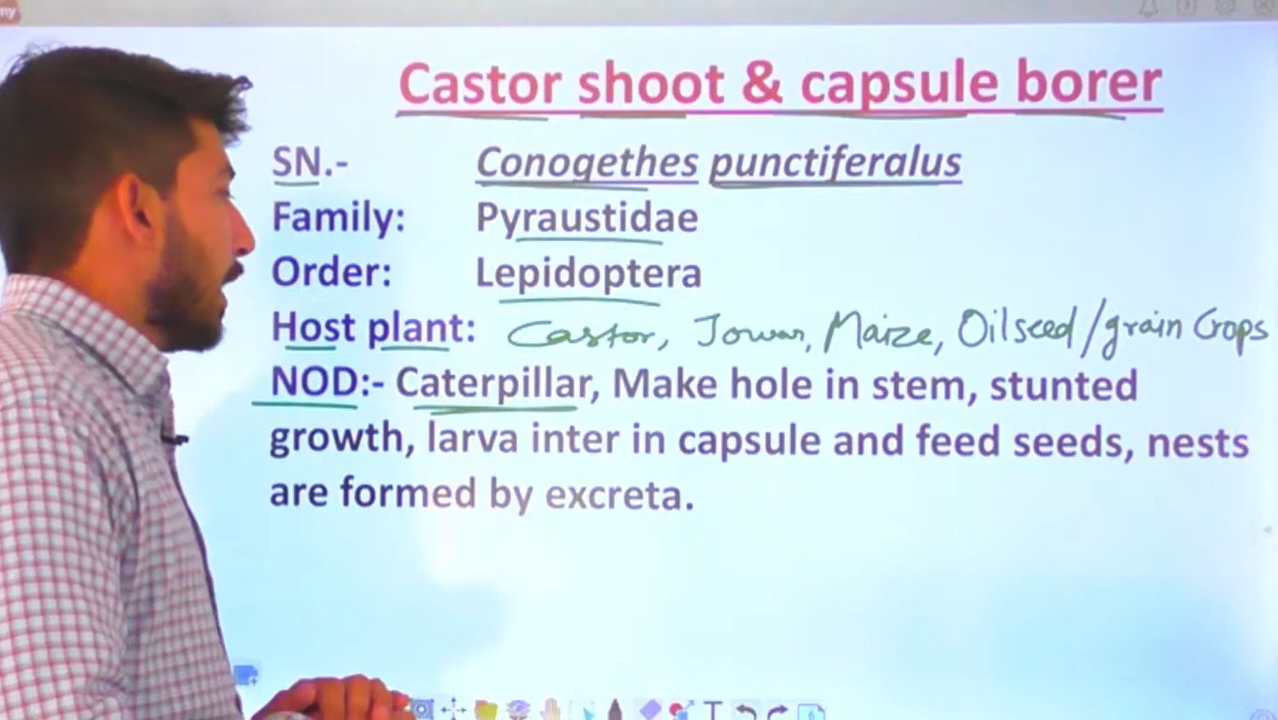 my
Castor shoot & capsule borer
SN.- Conogethes punctiferalus
Family: Pyraustidae
Order: Lepidoptera
Host plant: Castor, Jowar, Maize, Oilseed/grain Crops
NOD:- Caterpillar, Make hole in stem, stunted
growth, larva inter in capsule and feed seeds, nests
are formed by excreta.